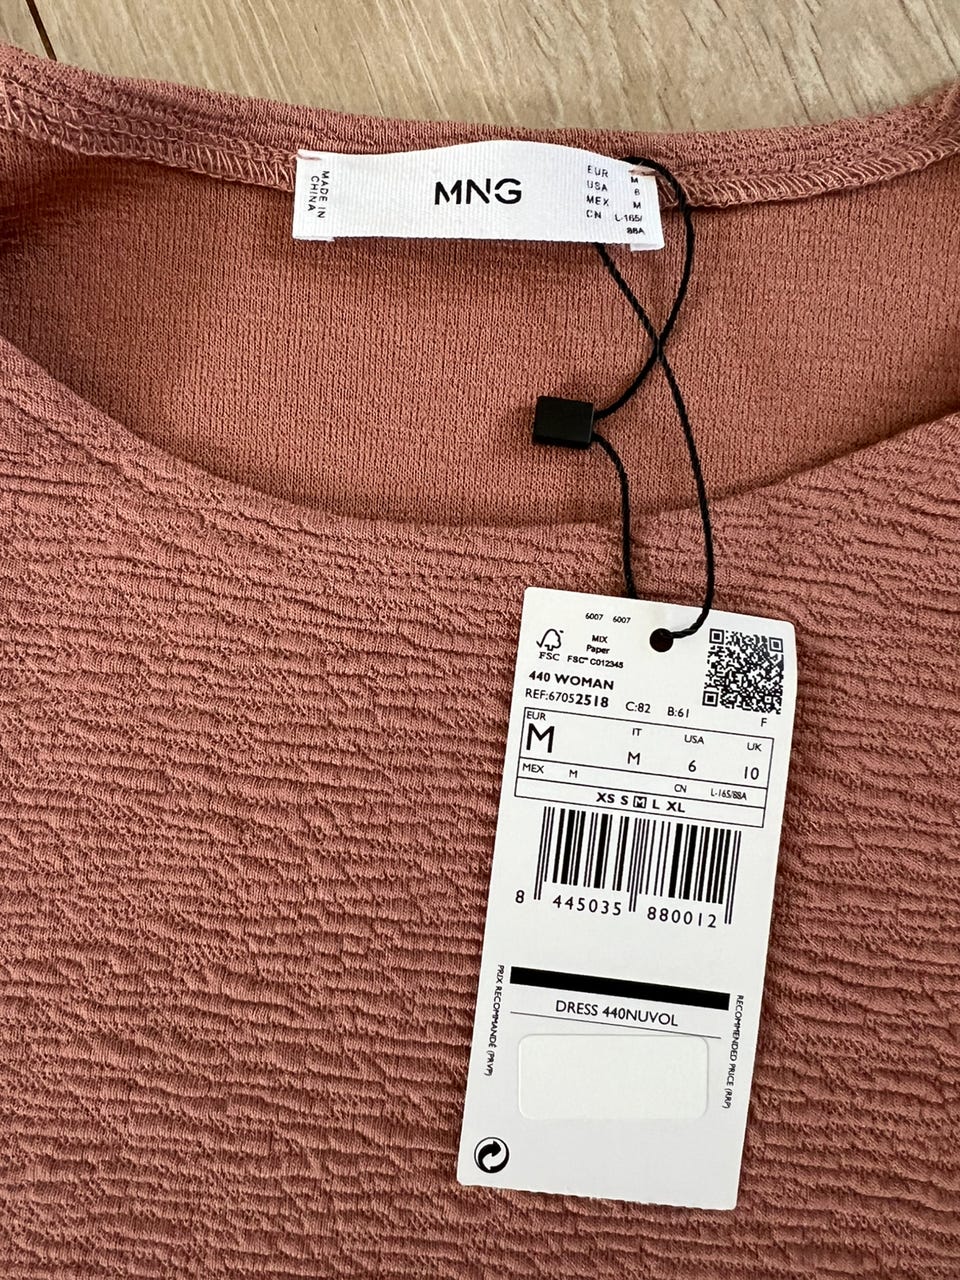 MADE IN
CHINA
MNG
EUR M
USA 6
MEX M
CN L-165/
88A
6007 6007
FSC
MIX
Paper
FSC™ C012345
440 WOMAN
REF:67052518 C:82 B:61
F
EUR IT USA UK
M M 6 10
MEX M CN L-165/88A
XS S M L XL
8 445035 880012
PRIX RECOMMANDÉ (PRVP)
DRESS 440NUVOL
RECOMMENDED PRICE (RRP)